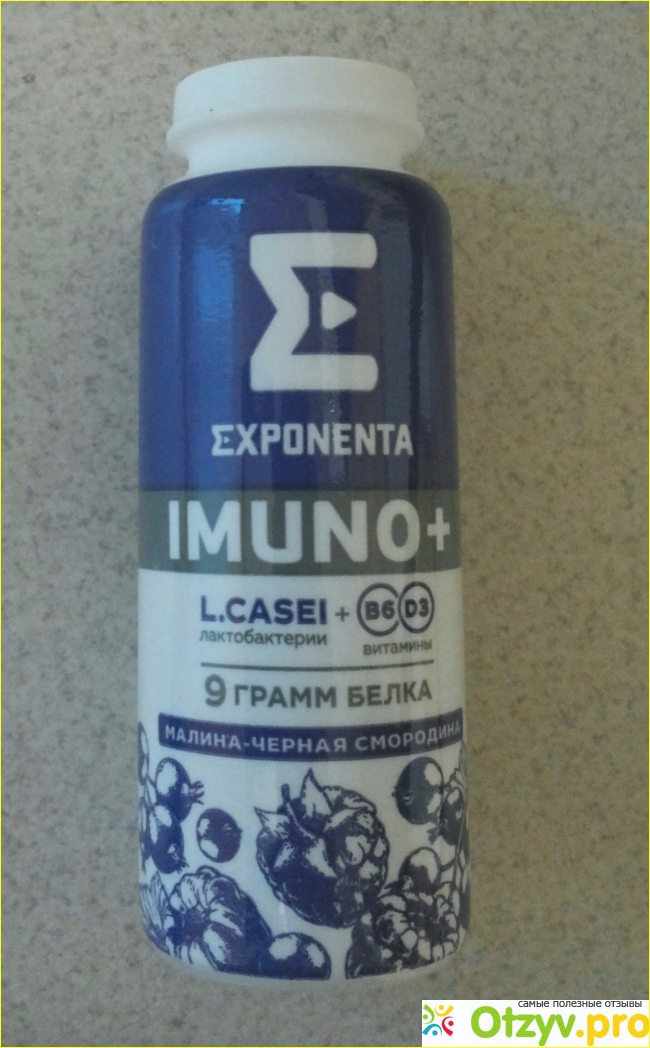 EXPONENTA
IMUNO+
L.CASEI + B6 D3
лактобактерии витамины
9 ГРАММ БЕЛКА
МАЛИНА-ЧЕРНАЯ СМОРОДИНА
самые полезные отзывы
Otzyv.pro